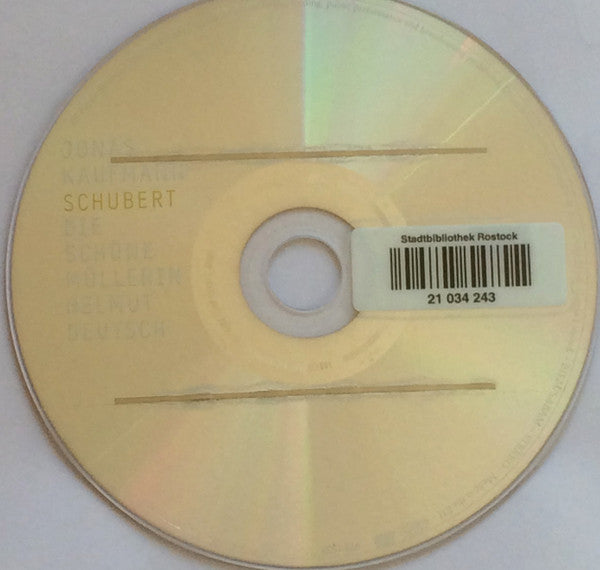 JONAS
KAUFMANN
SCHUBERT
DIE
SCHÖNE
MÜLLERIN
HELMUT
DEUTSCH
Stadtbibliothek Rostock
21 034 243